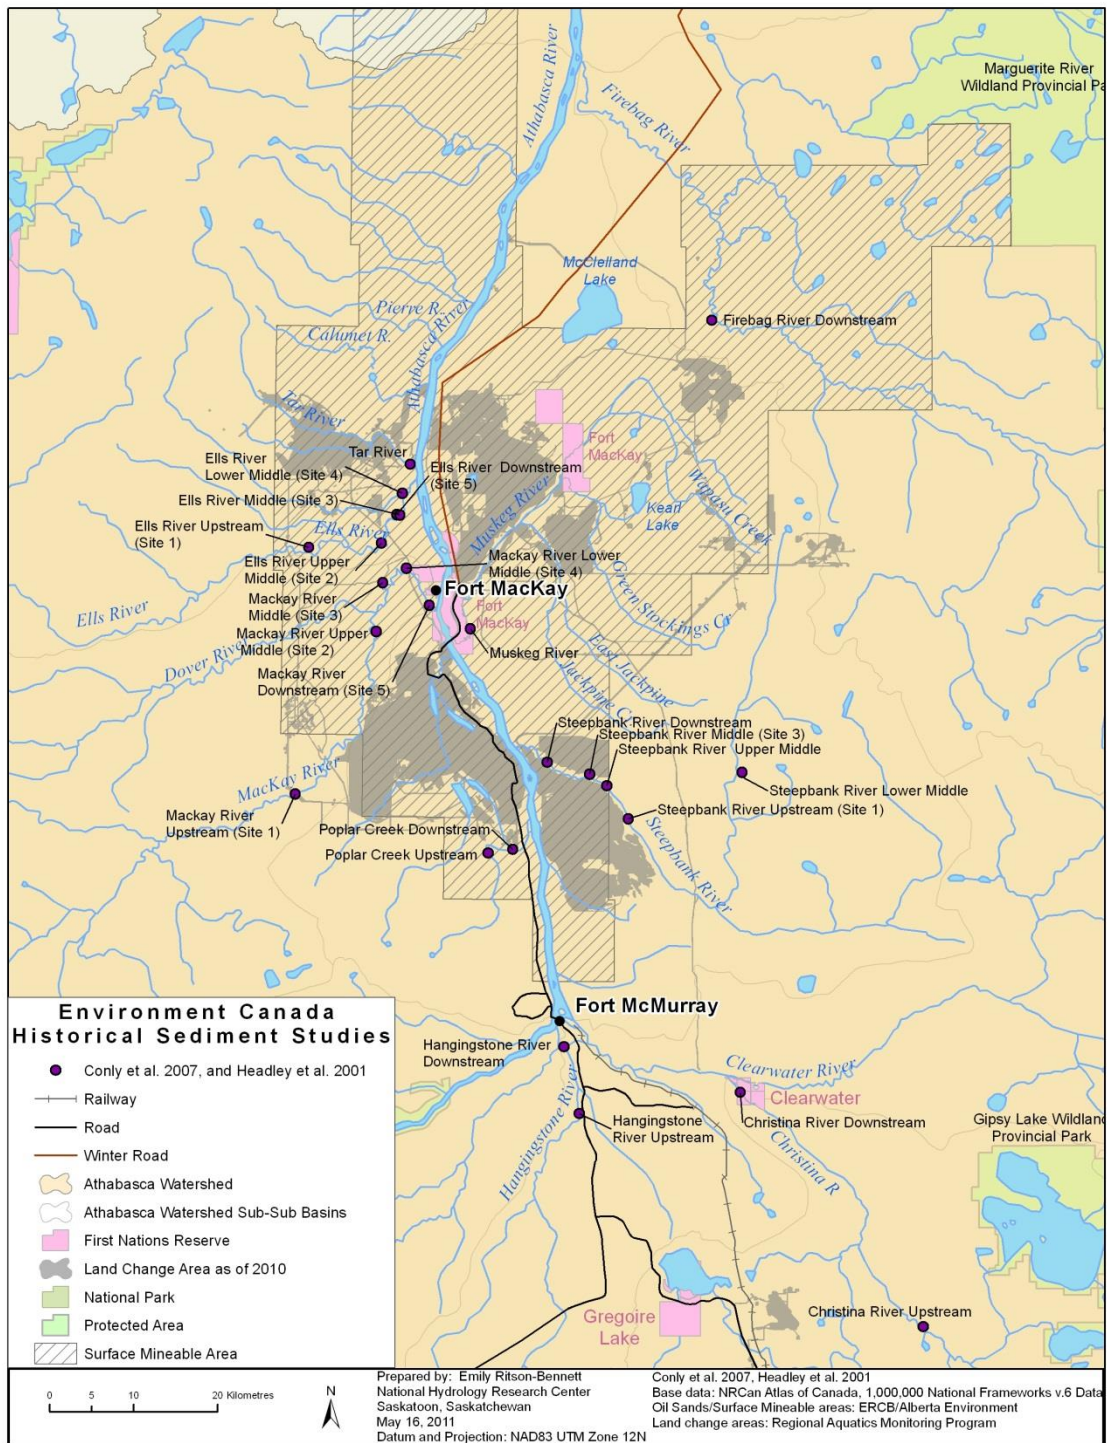 Athabasca River
Firebag River
Marguerite River
Wildland Provincial Pa
McClelland
Lake
Pierre R.
Calumet R.
Athabasca River
Firebag River Downstream
Tar River
Fort
MacKay
Tar River
Ells River
Lower Middle (Site 4)
Ells River Downstream
(Site 5)
Ells River Middle (Site 3)
Muskeg River
Kearl
Lake
Wapasu Creek
Ells River Upstream
(Site 1)
Ells River
Ells River Upper
Middle (Site 2)
Mackay River Lower
Middle (Site 4)
Fort MacKay
Green Stockings Cr
Mackay River
Middle (Site 3)
Fort
MacKay
Ells River
Dover River
Mackay River Upper
Middle (Site 2)
Muskeg River
East Jackpine
Jackpine C
Mackay River
Downstream (Site 5)
Steepbank River Downstream
Steepbank River Middle (Site 3)
Steepbank River Upper Middle
MacKay River
Steepbank River Lower Middle
Mackay River
Upstream (Site 1)
Steepbank River Upstream (Site 1)
Poplar Creek Downstream
Poplar Creek Upstream
Steepbank River
Fort McMurray
Hangingstone River
Downstream
Clearwater River
Clearwater
Christina River Downstream
Hangingstone River
Hangingstone
River Upstream
Christina R
Gipsy Lake Wildland
Provincial Park
Gregoire
Lake
Christina River Upstream
Environment Canada
Historical Sediment Studies
Conly et al. 2007, and Headley et al. 2001
Railway
Road
Winter Road
Athabasca Watershed
Athabasca Watershed Sub-Sub Basins
First Nations Reserve
Land Change Area as of 2010
National Park
Protected Area
Surface Mineable Area
0 5 10 20 Kilometres
N
Prepared by: Emily Ritson-Bennett
National Hydrology Research Center
Saskatoon, Saskatchewan
May 16, 2011
Datum and Projection: NAD83 UTM Zone 12N
Conly et al. 2007, Headley et al. 2001
Base data: NRCan Atlas of Canada, 1,000,000 National Frameworks v.6 Data
Oil Sands/Surface Mineable areas: ERCB/Alberta Environment
Land change areas: Regional Aquatics Monitoring Program